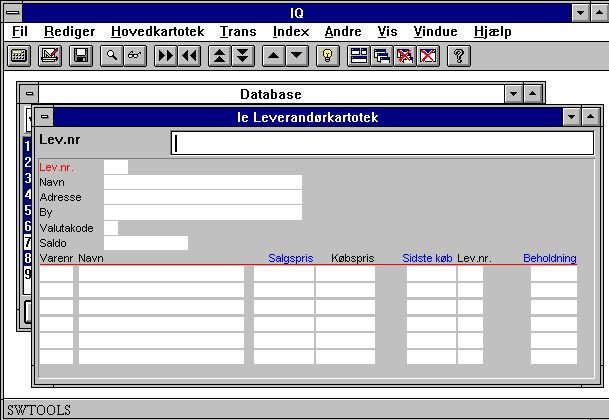 IQ
Fil Rediger Hovedkartotek Trans Index Andre Vis Vindue Hjælp
Database
le Leverandørkartotek
Lev.nr
Lev.nr.
Navn
Adresse
By
Valutakode
Saldo
Varenr Navn Salgspris Købspris Sidste køb Lev.nr. Beholdning
1
2
3
4
5
6
7
8
9
SWTOOLS